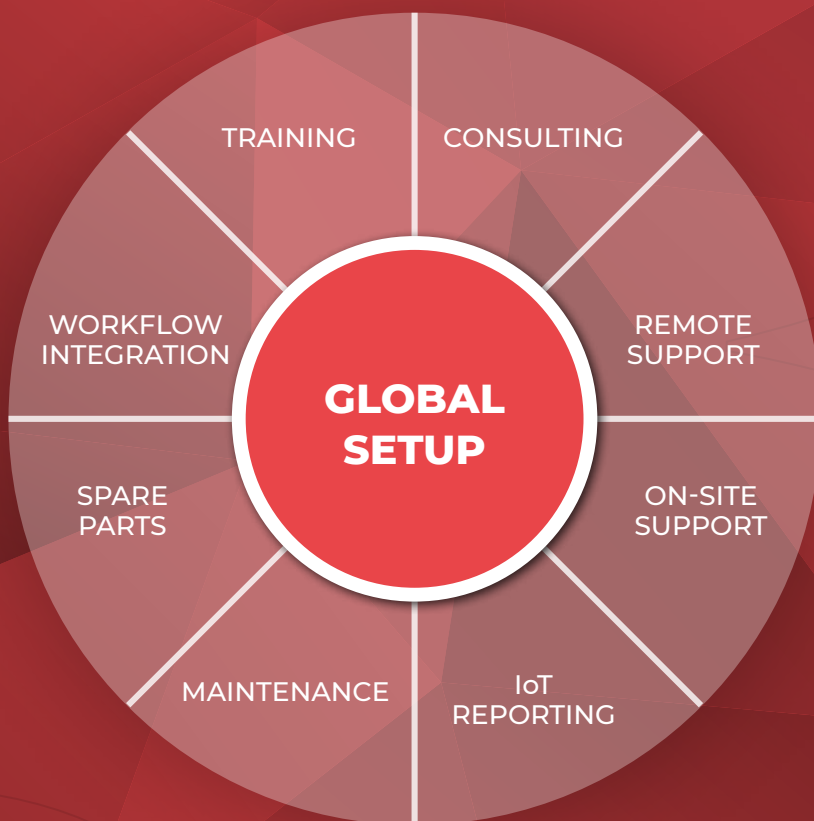 TRAINING
CONSULTING
WORKFLOW
INTEGRATION
REMOTE
SUPPORT
GLOBAL
SETUP
SPARE
PARTS
ON-SITE
SUPPORT
MAINTENANCE
IoT
REPORTING